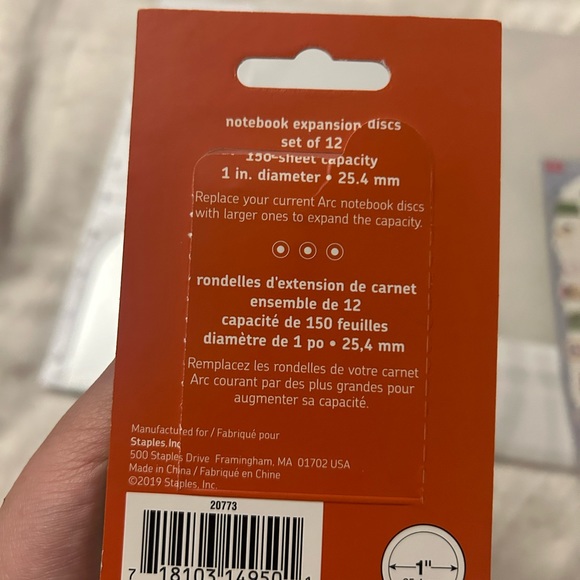 notebook expansion discs
set of 12
150-sheet capacity
1 in. diameter • 25.4 mm
Replace your current Arc notebook discs
with larger ones to expand the capacity.
rondelles d'extension de carnet
ensemble de 12
capacité de 150 feuilles
diamètre de 1 po • 25,4 mm
Remplacez les rondelles de votre carnet
Arc courant par des plus grandes pour
augmenter sa capacité.
Manufactured for / Fabriqué pour
Staples, Inc.
500 Staples Drive Framingham, MA 01702 USA
Made in China / Fabriqué en Chine
©2019 Staples, Inc.
20773
7 18103 14950 1
1"